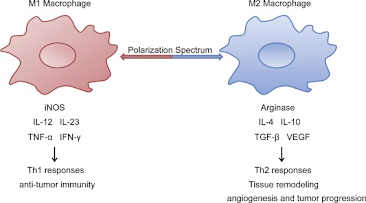 M1 Macrophage
M2 Macrophage
Polarization Spectrum
iNOS
IL-12 IL-23
TNF-α IFN-γ
Th1 responses
anti-tumor immunity
Arginase
IL-4 IL-10
TGF-β VEGF
Th2 responses
Tissue remodeling
angiogenesis and tumor progression